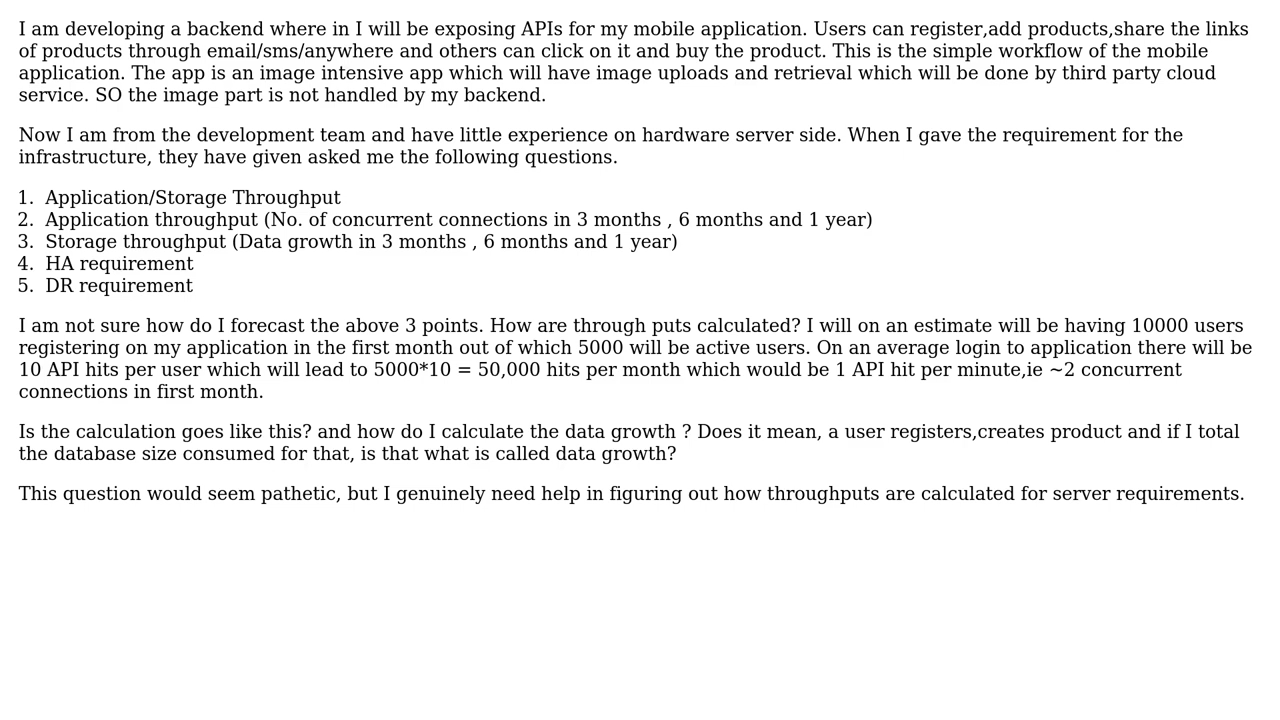 I am developing a backend where in I will be exposing APIs for my mobile application. Users can register,add products,share the links
of products through email/sms/anywhere and others can click on it and buy the product. This is the simple workflow of the mobile
application. The app is an image intensive app which will have image uploads and retrieval which will be done by third party cloud
service. SO the image part is not handled by my backend.
Now I am from the development team and have little experience on hardware server side. When I gave the requirement for the
infrastructure, they have given asked me the following questions.
1. Application/Storage Throughput
2. Application throughput (No. of concurrent connections in 3 months , 6 months and 1 year)
3. Storage throughput (Data growth in 3 months , 6 months and 1 year)
4. HA requirement
5. DR requirement
I am not sure how do I forecast the above 3 points. How are through puts calculated? I will on an estimate will be having 10000 users
registering on my application in the first month out of which 5000 will be active users. On an average login to application there will be
10 API hits per user which will lead to 5000*10 = 50,000 hits per month which would be 1 API hit per minute,ie ~2 concurrent
connections in first month.
Is the calculation goes like this? and how do I calculate the data growth ? Does it mean, a user registers,creates product and if I total
the database size consumed for that, is that what is called data growth?
This question would seem pathetic, but I genuinely need help in figuring out how throughputs are calculated for server requirements.